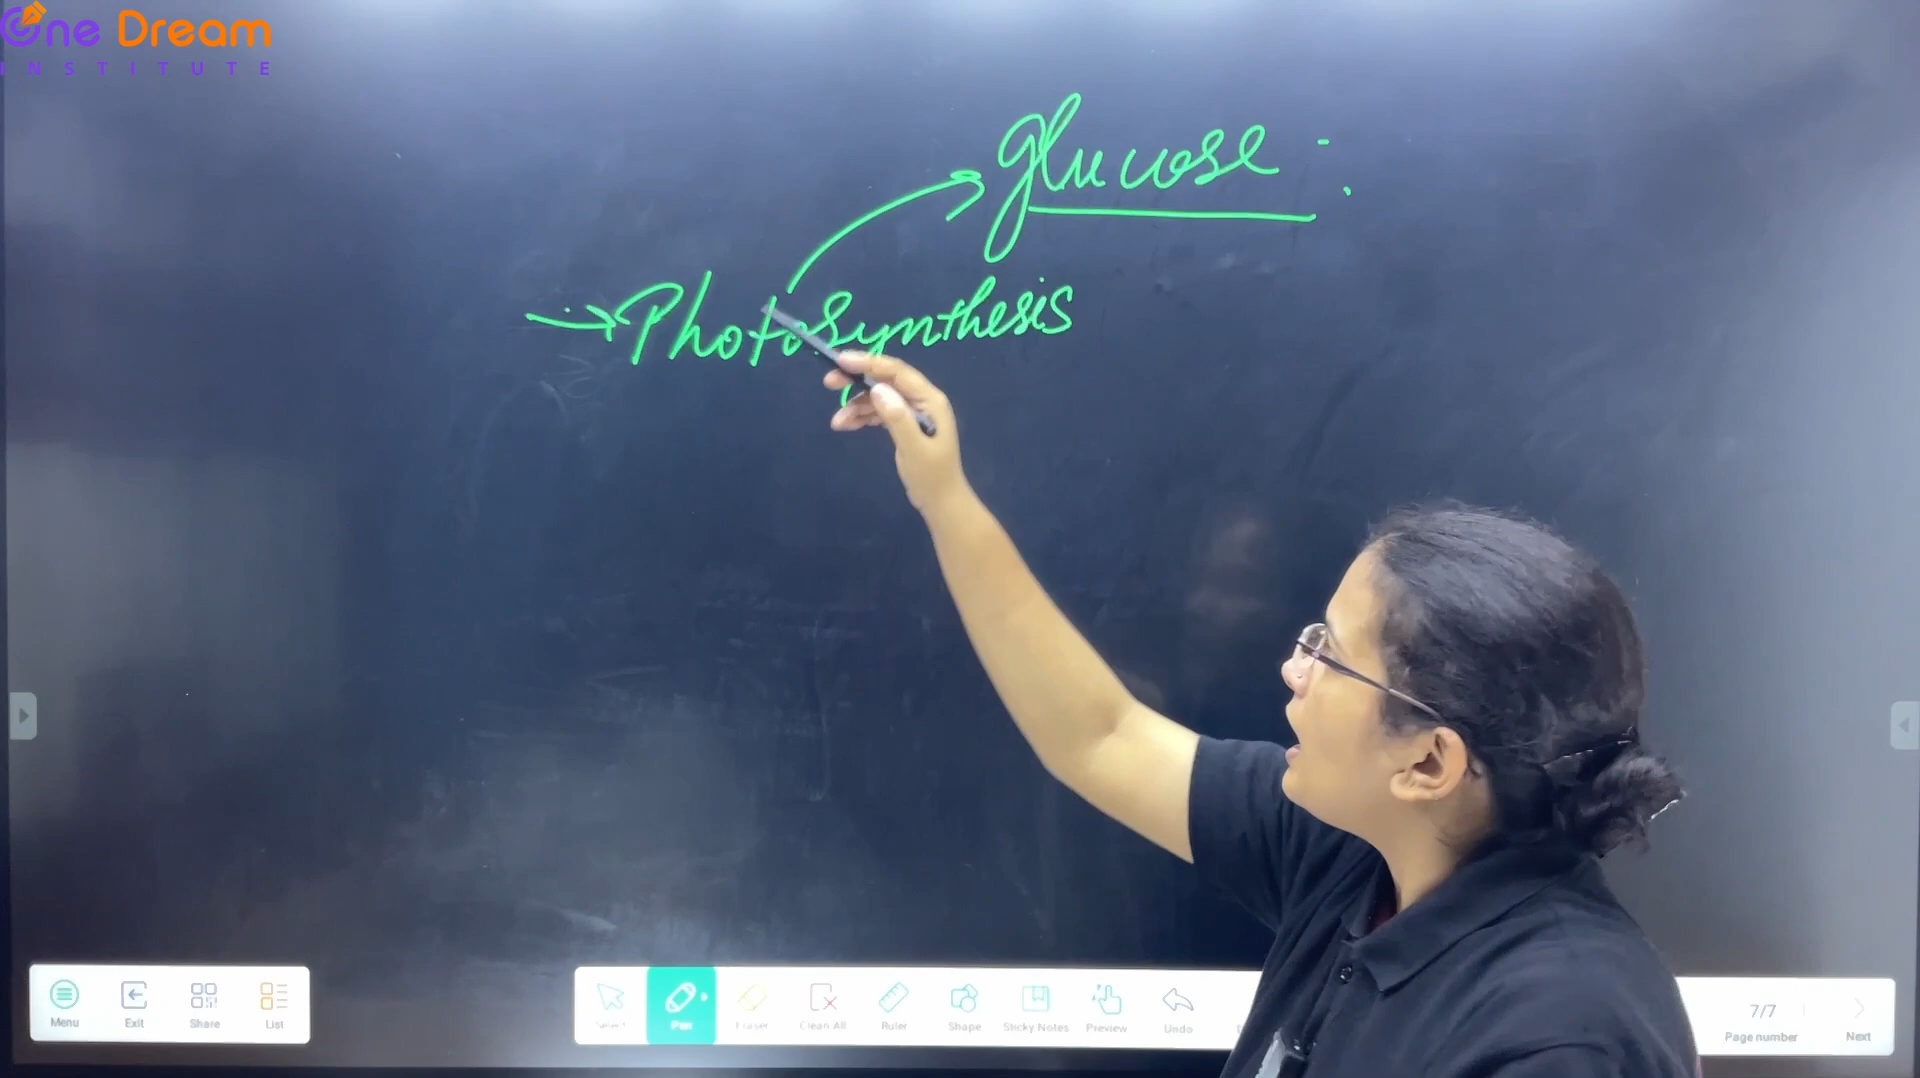 One Dream
INSTITUTE
glucose :
→ Photosynthesis
Menu
Exit
Share
List
Select
Pen
Eraser
Clean All
Ruler
Shape
Sticky Notes
Preview
Undo
7/7
Page number
Next